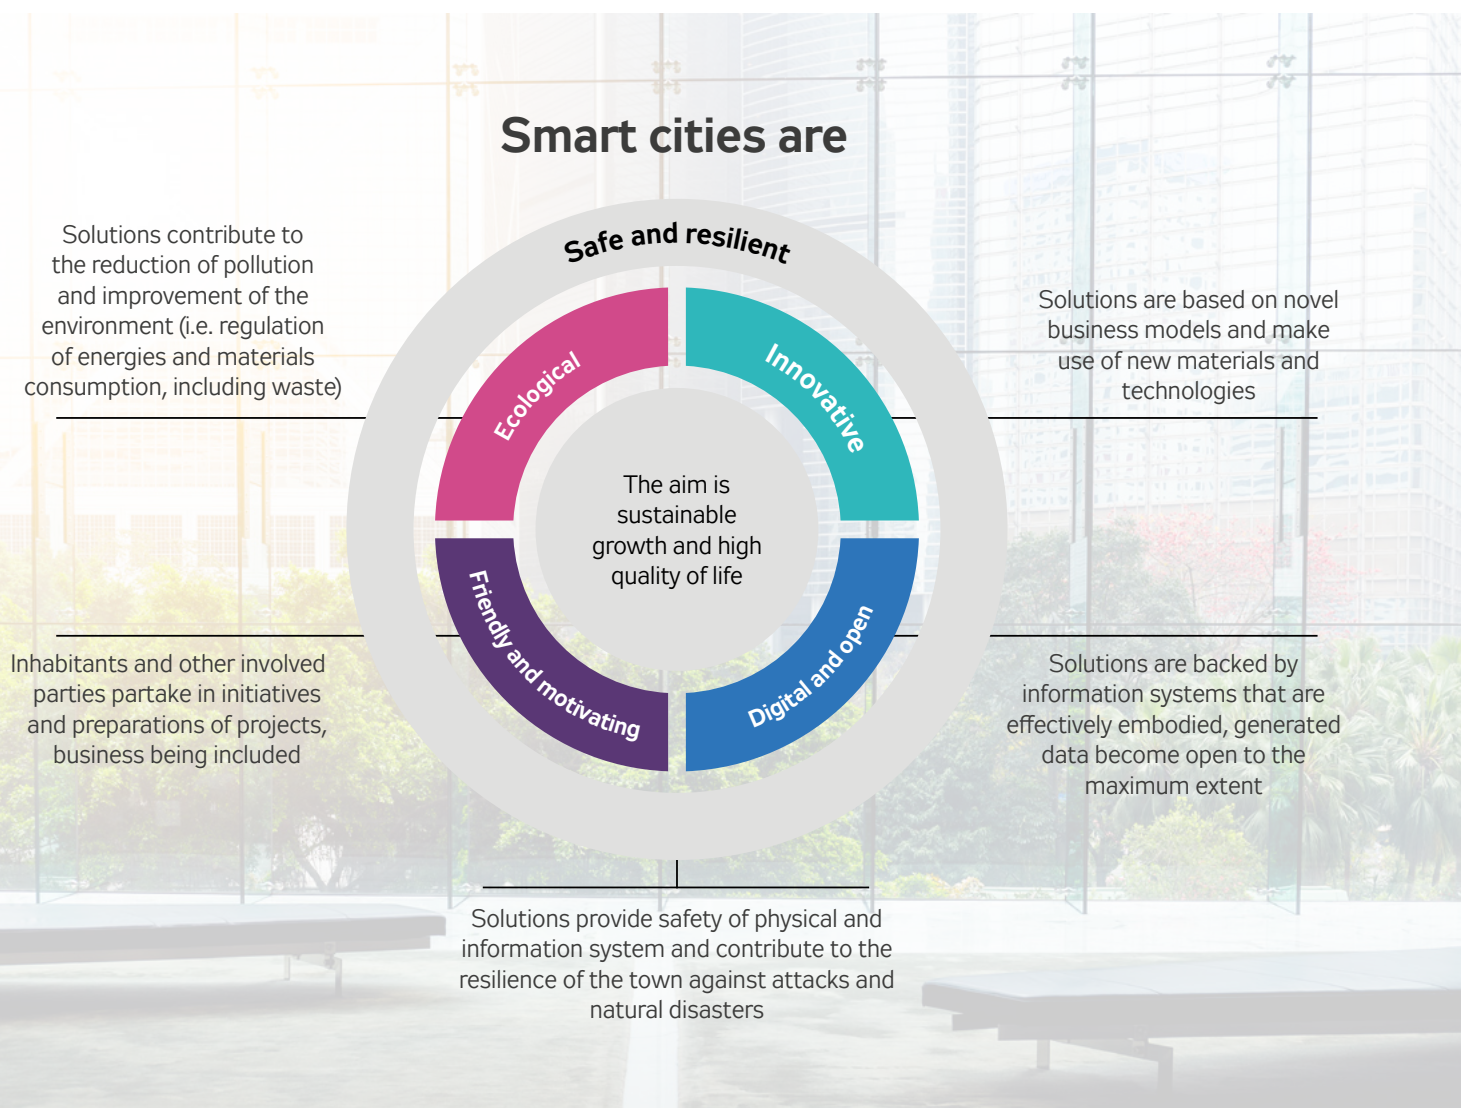 Smart cities are
Safe and resilient
Solutions contribute to
the reduction of pollution
and improvement of the
environment (i.e. regulation
of energies and materials
consumption, including waste)
Ecological
Innovative
Solutions are based on novel
business models and make
use of new materials and
technologies
The aim is
sustainable
growth and high
quality of life
Friendly and motivating
Digital and open
Inhabitants and other involved
parties partake in initiatives
and preparations of projects,
business being included
Solutions are backed by
information systems that are
effectively embodied, generated
data become open to the
maximum extent
Solutions provide safety of physical and
information system and contribute to the
resilience of the town against attacks and
natural disasters